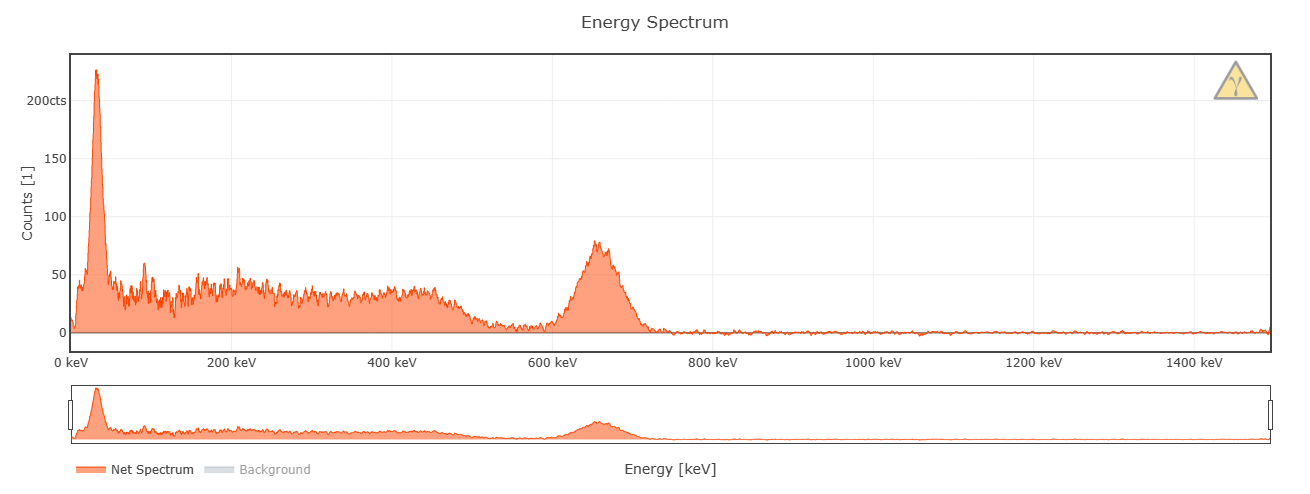 Energy Spectrum
Counts [1]
200cts
150
100
50
0
γ
0 keV 200 keV 400 keV 600 keV 800 keV 1000 keV 1200 keV 1400 keV
Net Spectrum Background
Energy [keV]